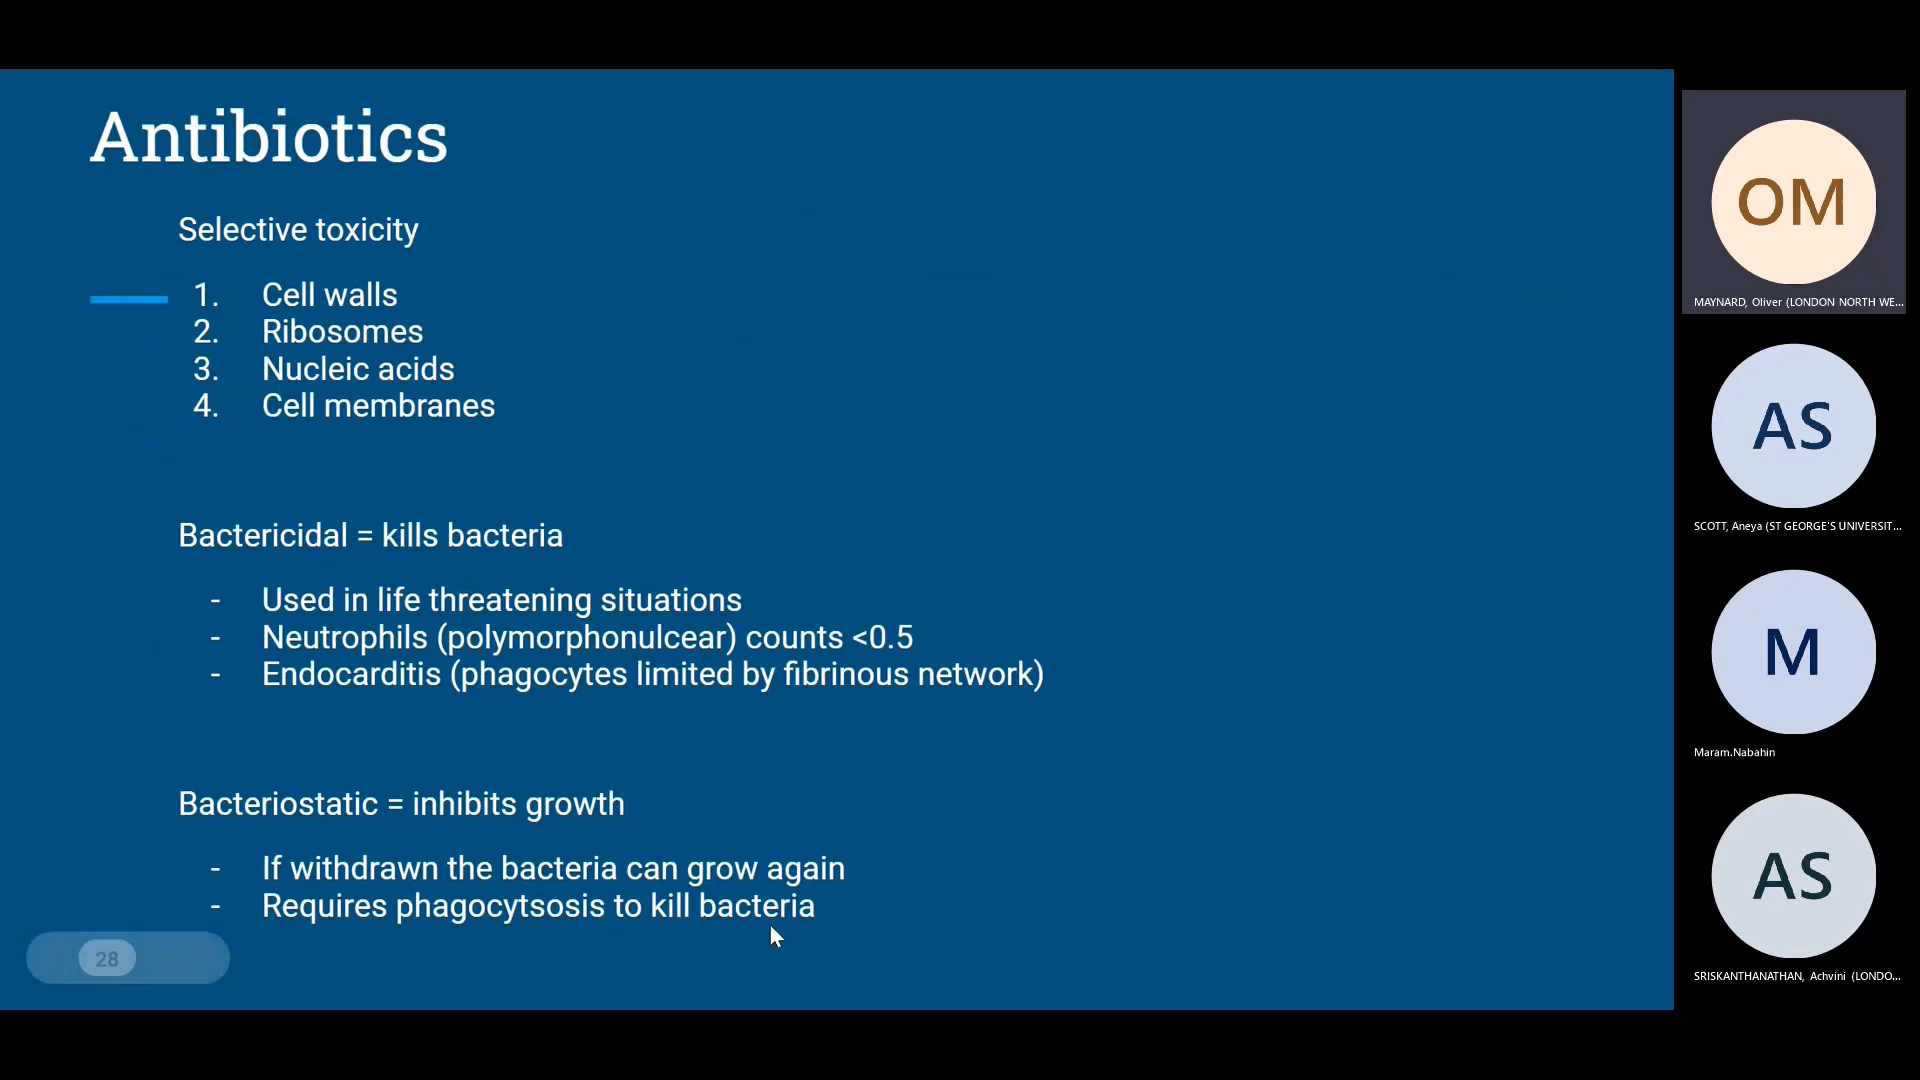 Antibiotics
Selective toxicity
1. Cell walls
2. Ribosomes
3. Nucleic acids
4. Cell membranes
Bactericidal = kills bacteria
- Used in life threatening situations
- Neutrophils (polymorphonulcear) counts <0.5
- Endocarditis (phagocytes limited by fibrinous network)
Bacteriostatic = inhibits growth
- If withdrawn the bacteria can grow again
- Requires phagocytsosis to kill bacteria
28
OM
MAYNARD, Oliver (LONDON NORTH WE...
AS
SCOTT, Aneya (ST GEORGE'S UNIVERSIT...
M
Maram.Nabahin
AS
SRISKANTHANATHAN, Achvini (LONDO...